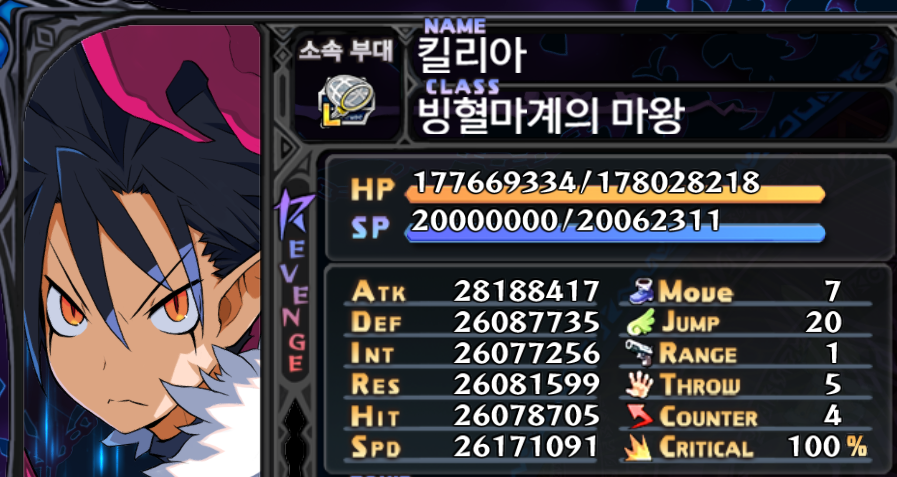 NAME
소속 부대 킬리아
CLASS
L 빙혈마계의 마왕
HP 177669334/178028218
SP 20000000/20062311
REVENGE
ATK 28188417 MOVE 7
DEF 26087735 JUMP 20
INT 26077256 RANGE 1
RES 26081599 THROW 5
HIT 26078705 COUNTER 4
SPD 26171091 CRITICAL 100%